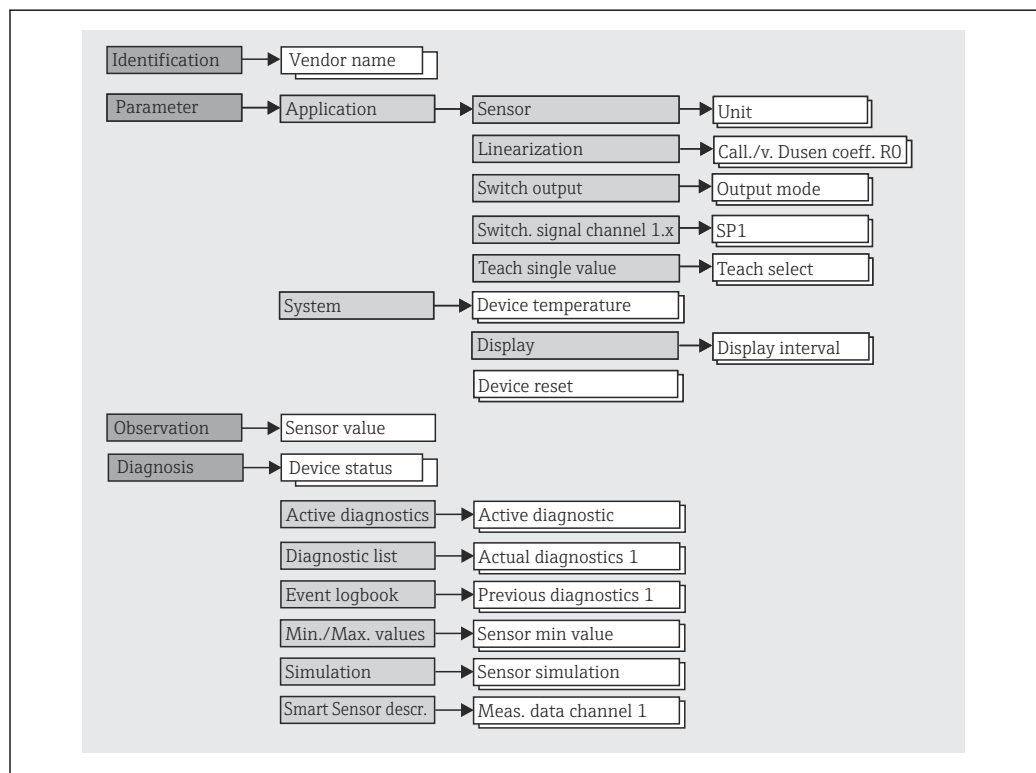 Identification
Vendor name
Parameter
Application
Sensor
Unit
Linearization
Call./v. Dusen coeff. R0
Switch output
Output mode
Switch. signal channel 1.x
SP1
Teach single value
Teach select
System
Device temperature
Display
Display interval
Device reset
Observation
Sensor value
Diagnosis
Device status
Active diagnostics
Active diagnostic
Diagnostic list
Actual diagnostics 1
Event logbook
Previous diagnostics 1
Min./Max. values
Sensor min value
Simulation
Sensor simulation
Smart Sensor descr.
Meas. data channel 1